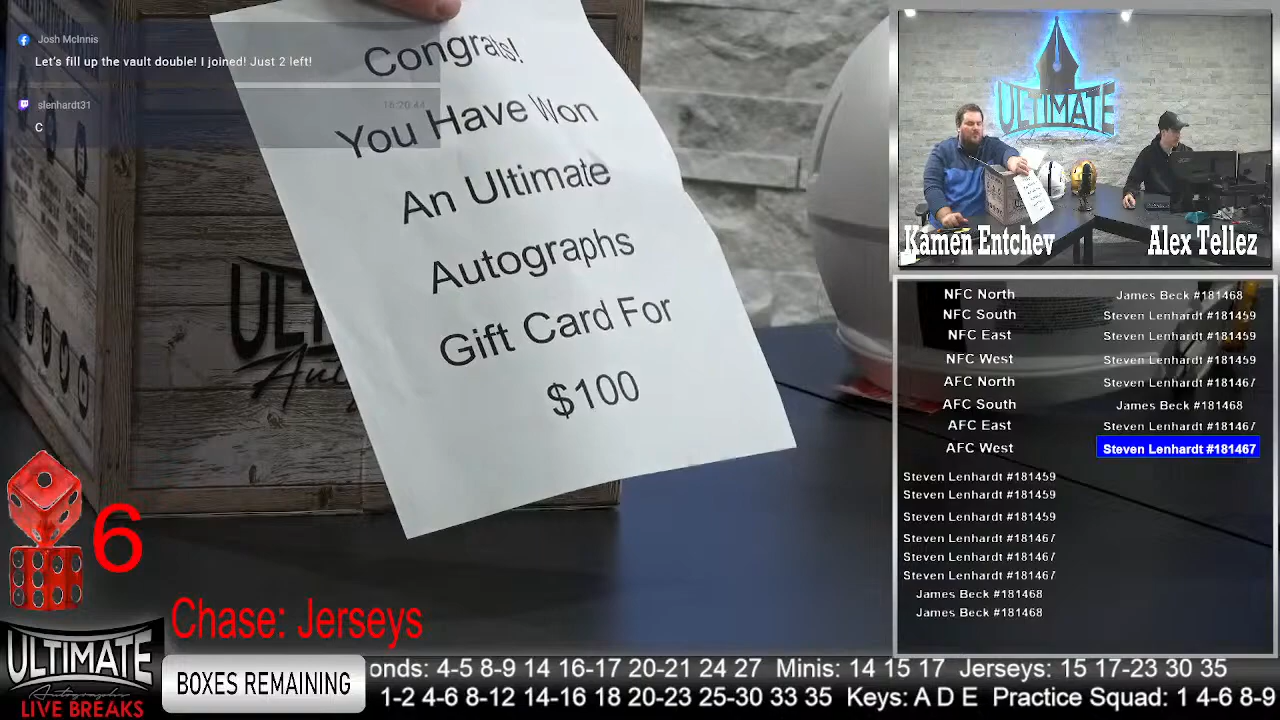 Josh McInnis
Let's fill up the vault double! I joined! Just 2 left!
slenhardt31
16:20:44
C
Congrats!
You Have Won
An Ultimate
Autographs
Gift Card For
$100
ULTIMATE
Kamen Entchev
Alex Tellez
NFC North James Beck #181468
NFC South Steven Lenhardt #181459
NFC East Steven Lenhardt #181459
NFC West Steven Lenhardt #181459
AFC North Steven Lenhardt #181467
AFC South James Beck #181468
AFC East Steven Lenhardt #181467
AFC West Steven Lenhardt #181467
Steven Lenhardt #181459
Steven Lenhardt #181459
Steven Lenhardt #181459
Steven Lenhardt #181467
Steven Lenhardt #181467
Steven Lenhardt #181467
James Beck #181468
James Beck #181468
6
Chase: Jerseys
ULTIMATE
Autographs
LIVE BREAKS
BOXES REMAINING
onds: 4-5 8-9 14 16-17 20-21 24 27 Minis: 14 15 17 Jerseys: 15 17-23 30 35
1-2 4-6 8-12 14-16 18 20-23 25-30 33 35 Keys: A D E Practice Squad: 1 4-6 8-9